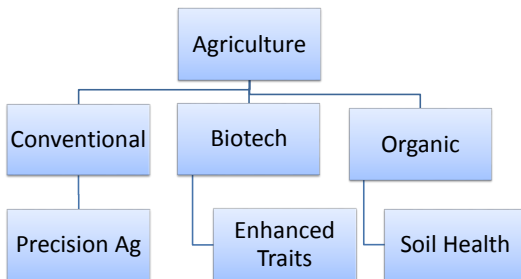 Agriculture
Conventional
Biotech
Organic
Precision Ag
Enhanced
Traits
Soil Health